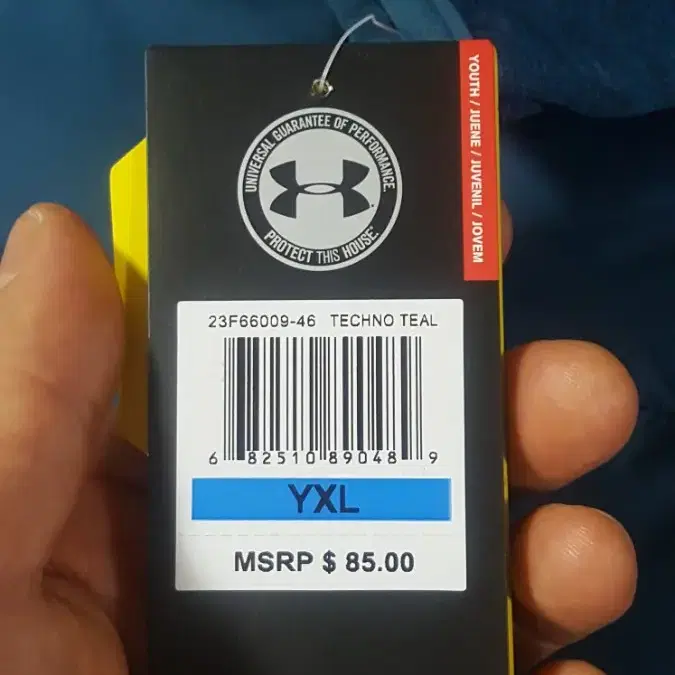 UNIVERSAL GUARANTEE OF PERFORMANCE.
PROTECT THIS HOUSE.
YOUTH / JUENE / JUVENIL / JOVEM
23F66009-46 TECHNO TEAL
6 82510 89048 9
YXL
MSRP $ 85.00